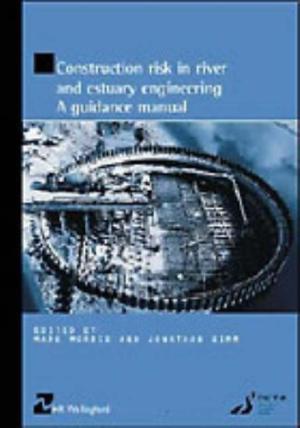 Construction risk in river
and estuary engineering
A guidance manual
EDITED BY
MARK MORRIS AND JONATHAN SIMM
HR Wallingford